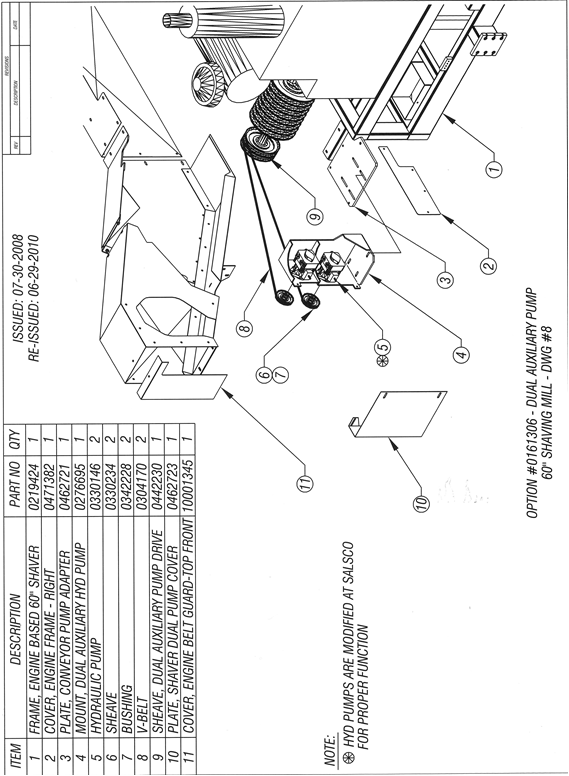 ITEM DESCRIPTION PART NO QTY
1 FRAME, ENGINE BASED 60" SHAVER 0219424 1
2 COVER, ENGINE FRAME - RIGHT 0471382 2
3 PLATE, CONVEYOR PUMP ADAPTER 0462721 1
4 MOUNT, DUAL AUXILIARY HYD PUMP 0276695 1
5 HYDRAULIC PUMP 0330146 2
6 SHEAVE 0330234 2
7 BUSHING 0342228 2
8 V-BELT 0304170 2
9 SHEAVE, DUAL AUXILIARY PUMP DRIVE 0442230 1
10 PLATE, SHAVER DUAL PUMP COVER 0462723 1
11 COVER, ENGINE BELT GUARD-TOP FRONT 10001345 1
ISSUED: 07-30-2008
RE-ISSUED: 06-29-2010
REVISIONS
REV DESCRIPTION DATE
11
8
6
7
9
5
10
4
3
2
1
NOTE:
HYD PUMPS ARE MODIFIED AT SALSCO
FOR PROPER FUNCTION
OPTION #0161306 - DUAL AUXILIARY PUMP
60" SHAVING MILL - DWG #8